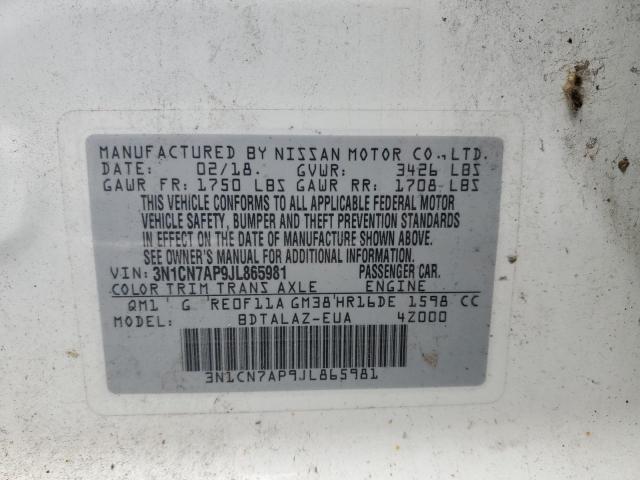 MANUFACTURED BY NISSAN MOTOR CO.,LTD.
DATE: 02/18 GVWR: 3426 LBS
GAWR FR: 1750 LBS GAWR RR: 1708 LBS
THIS VEHICLE CONFORMS TO ALL APPLICABLE FEDERAL MOTOR
VEHICLE SAFETY, BUMPER AND THEFT PREVENTION STANDARDS
IN EFFECT ON THE DATE OF MANUFACTURE SHOWN ABOVE.
SEE OWNER'S MANUAL FOR ADDITIONAL INFORMATION.
VIN: 3N1CN7AP9JL865981 PASSENGER CAR.
COLOR TRIM TRANS AXLE ENGINE
QM1 ' G 'RE0F11A GM38'HR16DE 1598 CC
MODEL: BDTALAZ-EUA 4Z000
3N1CN7AP9JL865981